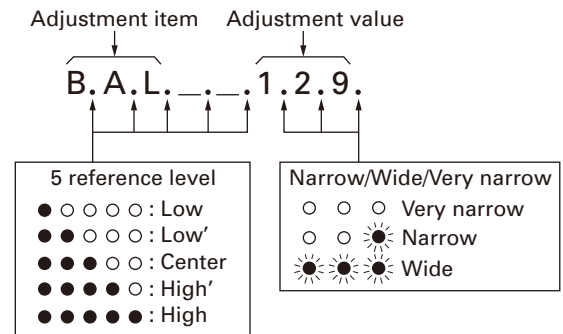 Adjustment item Adjustment value
B.A.L._._.1.2.9.
5 reference level
● ○ ○ ○ ○ : Low
● ● ○ ○ ○ : Low’
● ● ● ○ ○ : Center
● ● ● ● ○ : High’
● ● ● ● ● : High
Narrow/Wide/Very narrow
○ ○ ○ Very narrow
○ ○ ● Narrow
● ● ● Wide